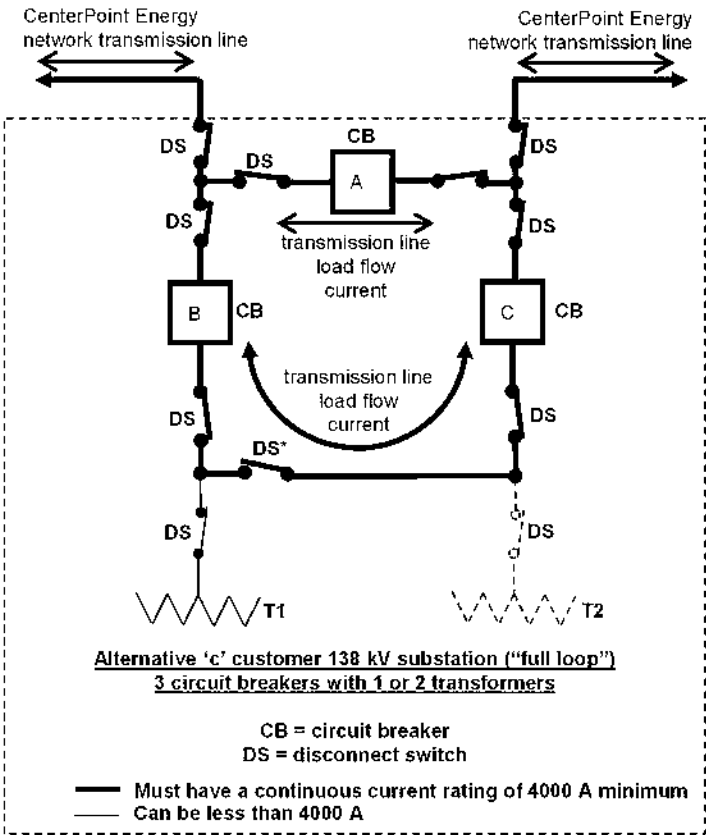 CenterPoint Energy
network transmission line
CenterPoint Energy
network transmission line
DS
DS
CB
A
DS
DS
DS
transmission line
load flow
current
B
CB
C
CB
transmission line
load flow
current
DS
DS
DS*
DS
DS
T1
T2
Alternative 'c' customer 138 kV substation ("full loop")
3 circuit breakers with 1 or 2 transformers
CB = circuit breaker
DS = disconnect switch
Must have a continuous current rating of 4000 A minimum
Can be less than 4000 A